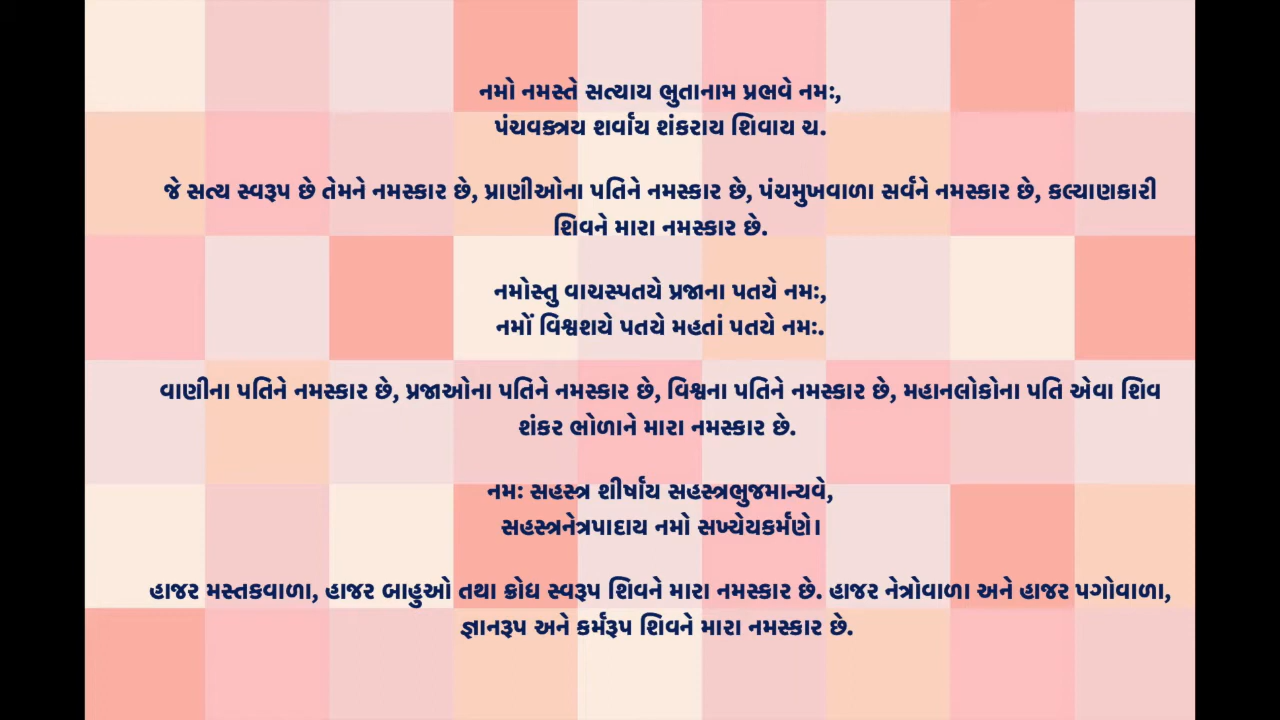 નમો નમસ્તે સત્યાય ભુતાનામ પ્રભવે નમઃ,
પંચવક્ત્રય શર્વાંય શંકરાય શિવાય ચ.
જે સત્ય સ્વરૂપ છે તેમને નમસ્કાર છે, પ્રાણીઓના પતિને નમસ્કાર છે, પંચમુખવાળા સર્વંને નમસ્કાર છે, કલ્યાણકારી
શિવને મારા નમસ્કાર છે.
નમોસ્તુ વાચસ્પતયે પ્રજાના પતયે નમઃ,
નમોં વિશ્વશયે પતયે મહતાં પતયે નમઃ.
વાણીના પતિને નમસ્કાર છે, પ્રજાઓના પતિને નમસ્કાર છે, વિશ્વના પતિને નમસ્કાર છે, મહાનલોકોના પતિ એવા શિવ
શંકર ભોળાને મારા નમસ્કાર છે.
નમઃ સહસ્ત્ર શીર્ષાંય સહસ્ત્રભુજમાન્યવે,
સહસ્ત્રનેત્રપાદાય નમો સખ્યેયકર્મંણે।
હાજર મસ્તકવાળા, હાજર બાહુઓ તથા ક્રોધ સ્વરૂપ શિવને મારા નમસ્કાર છે. હાજર નેત્રોવાળા અને હાજર પગોવાળા,
જ્ઞાનરૂપ અને કર્મંરૂપ શિવને મારા નમસ્કાર છે.